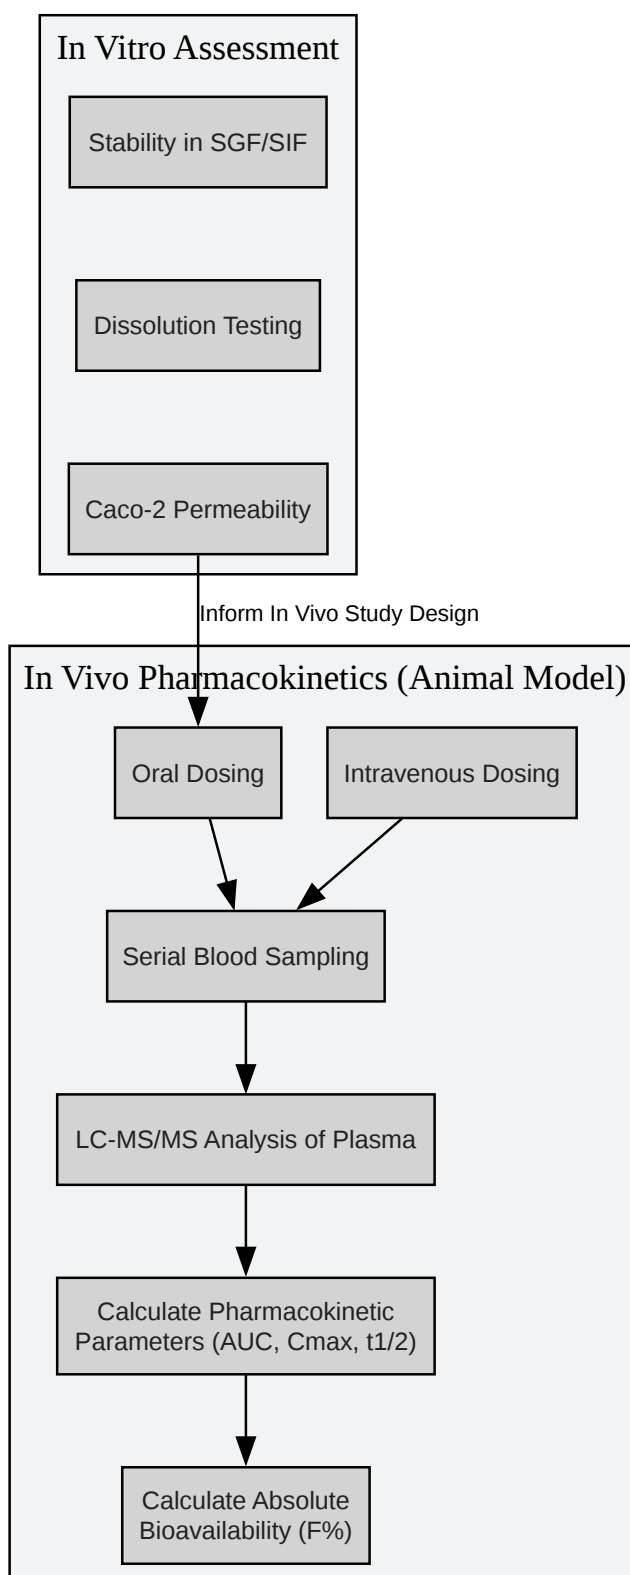 In Vitro Assessment
Stability in SGF/SIF
Dissolution Testing
Caco-2 Permeability
Inform In Vivo Study Design
In Vivo Pharmacokinetics (Animal Model)
Oral Dosing
Intravenous Dosing
Serial Blood Sampling
LC-MS/MS Analysis of Plasma
Calculate Pharmacokinetic
Parameters (AUC, Cmax, t1/2)
Calculate Absolute
Bioavailability (F%)